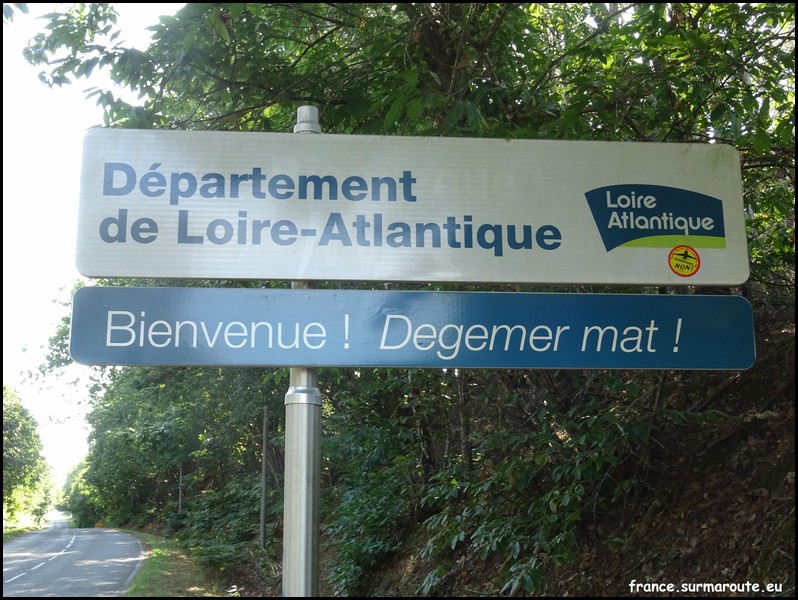 Département
de Loire-Atlantique
Loire
Atlantique
NON!
Bienvenue ! Degemer mat !
france.surmaroute.eu